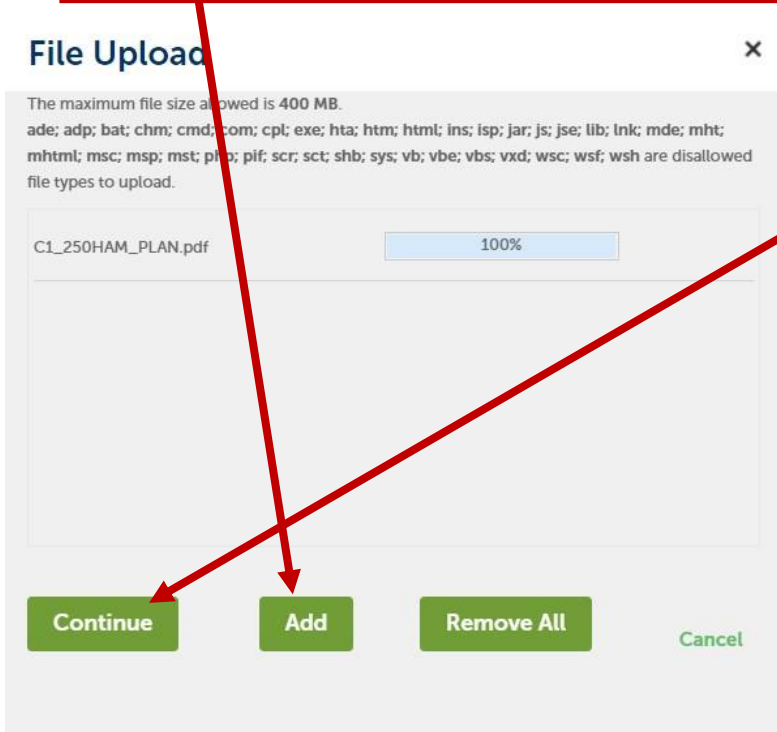 File Upload
×
The maximum file size allowed is 400 MB.
ade; adp; bat; chm; cmd; com; cpl; exe; hta; htm; html; ins; isp; jar; js; jse; lib; lnk; mde; mht;
mhtml; msc; msp; mst; php; pif; scr; sct; shb; sys; vb; vbe; vbs; vxd; wsc; wsf; wsh are disallowed
file types to upload.
C1_250HAM_PLAN.pdf 100%
Continue Add Remove All Cancel